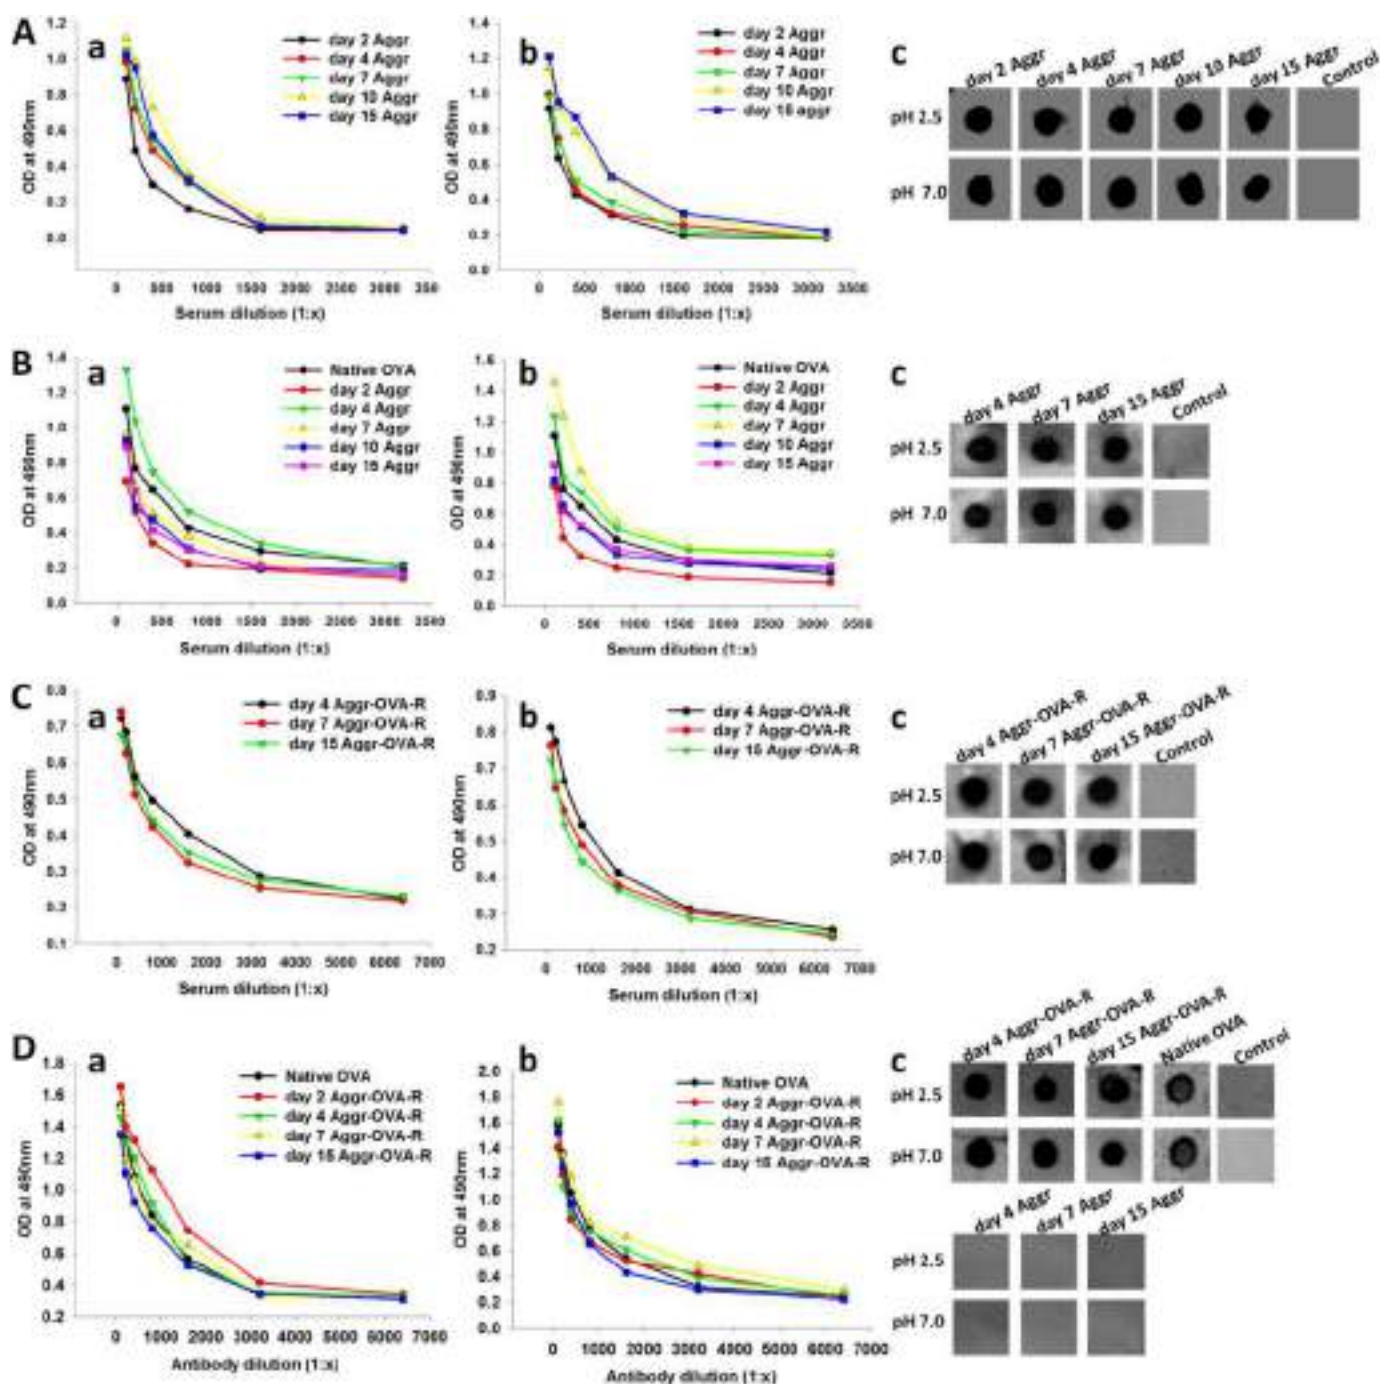 A
a
1.2
1.0
0.8
0.6
0.4
0.2
0.0
OD at 490nm
day 2 Aggr
day 4 Aggr
day 7 Aggr
day 10 Aggr
day 15 Aggr
0 500 1000 1500 2000 2500 3000 350
Serum dilution (1:x)
b
1.4
1.2
1.0
0.8
0.6
0.4
0.2
0.0
OD at 490nm
day 2 Aggr
day 4 Aggr
day 7 Aggr
day 10 Aggr
day 15 aggr
0 500 1000 1500 2000 2500 3000 3500
Serum dilution (1:x)
c
day 2 Aggr day 4 Aggr day 7 Aggr day 10 Aggr day 15 Aggr Control
pH 2.5
pH 7.0
B
a
1.4
1.2
1.0
0.8
0.6
0.4
0.2
0.0
OD at 490nm
Native OVA
day 2 Aggr
day 4 Aggr
day 7 Aggr
day 10 Aggr
day 15 Aggr
0 500 1000 1500 2000 2500 3000 3500
Serum dilution (1:x)
b
1.6
1.4
1.2
1.0
0.8
0.6
0.4
0.2
0.0
OD at 490nm
Native OVA
day 2 Aggr
day 4 Aggr
day 7 Aggr
day 10 Aggr
day 15 Aggr
0 500 1000 1500 2000 2500 3000 3500
Serum dilution (1:x)
c
day 4 Aggr day 7 Aggr day 15 Aggr Control
pH 2.5
pH 7.0
C
a
0.8
0.7
0.6
0.5
0.4
0.3
0.2
0.1
OD at 490nm
day 4 Aggr-OVA-R
day 7 Aggr-OVA-R
day 15 Aggr-OVA-R
0 1000 2000 3000 4000 5000 6000 7000
Serum dilution (1:x)
b
0.9
0.8
0.7
0.6
0.5
0.4
0.3
0.2
OD at 490nm
day 4 Aggr-OVA-R
day 7 Aggr-OVA-R
day 15 Aggr-OVA-R
0 1000 2000 3000 4000 5000 6000 7000
Serum dilution (1:x)
c
day 4 Aggr-OVA-R day 7 Aggr-OVA-R day 15 Aggr-OVA-R Control
pH 2.5
pH 7.0
D
a
1.8
1.6
1.4
1.2
1.0
0.8
0.6
0.4
0.2
OD at 490nm
Native OVA
day 2 Aggr-OVA-R
day 4 Aggr-OVA-R
day 7 Aggr-OVA-R
day 15 Aggr-OVA-R
0 1000 2000 3000 4000 5000 6000 7000
Antibody dilution (1:x)
b
2.0
1.8
1.6
1.4
1.2
1.0
0.8
0.6
0.4
0.2
0.0
OD at 490nm
Native OVA
day 2 Aggr-OVA-R
day 4 Aggr-OVA-R
day 7 Aggr-OVA-R
day 15 Aggr-OVA-R
0 1000 2000 3000 4000 5000 6000 7000
Antibody dilution (1:x)
c
day 4 Aggr-OVA-R day 7 Aggr-OVA-R day 15 Aggr-OVA-R Native OVA Control
pH 2.5
pH 7.0
day 4 Aggr day 7 Aggr day 15 Aggr
pH 2.5
pH 7.0